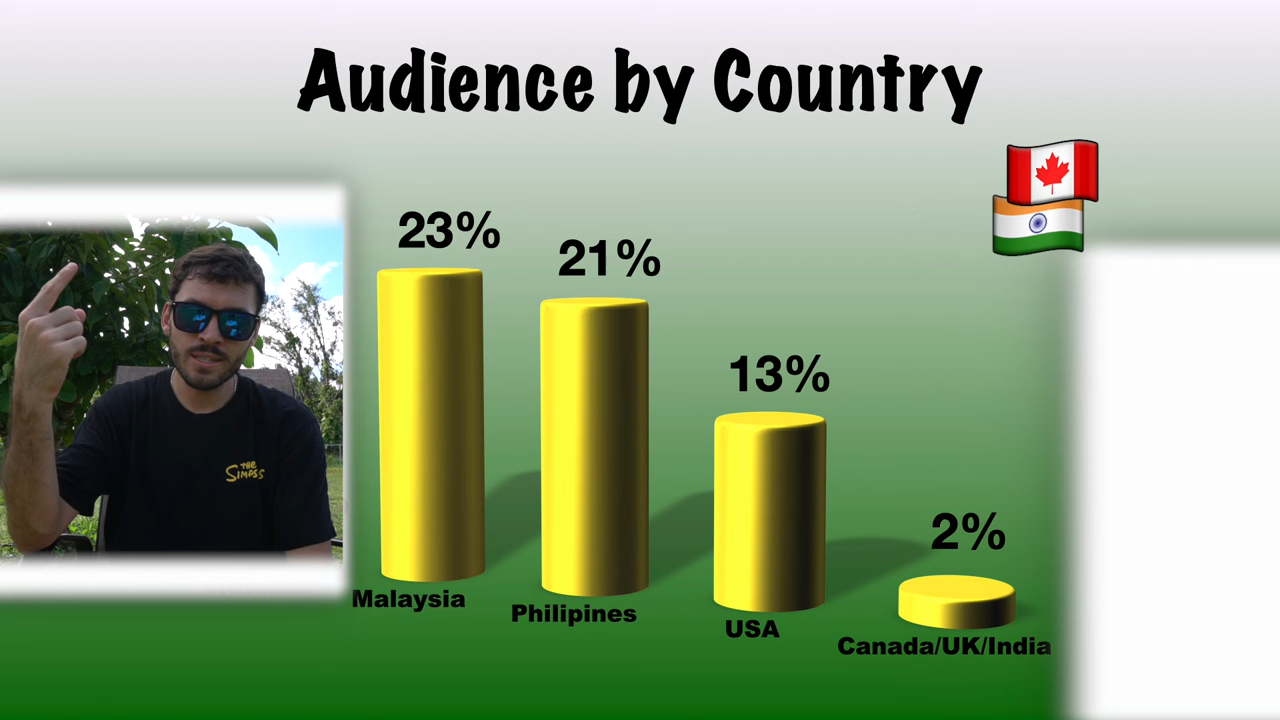 Audience by Country
23%
21%
13%
2%
Malaysia
Philipines
USA
Canada/UK/India
THE
SIMPSS